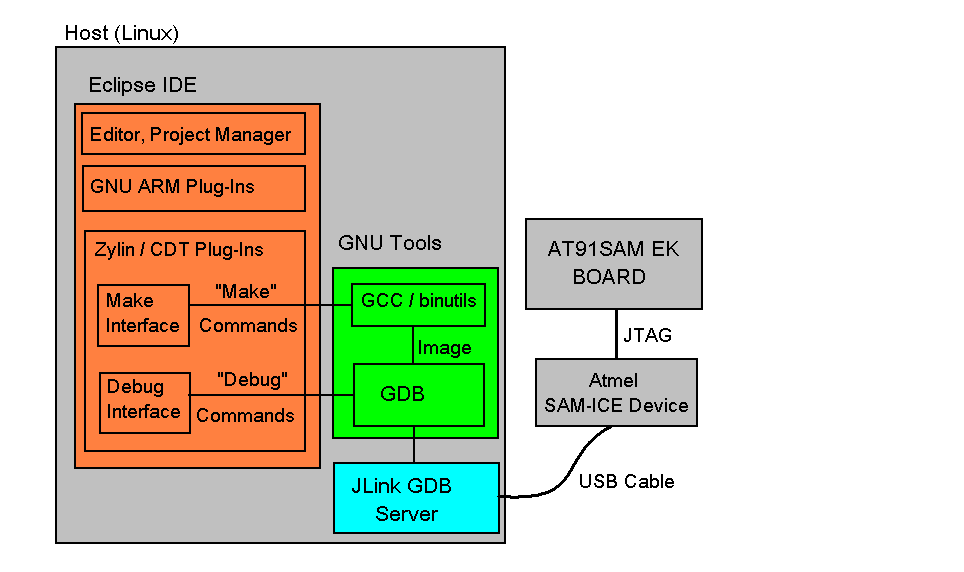 Host (Linux)
Eclipse IDE
Editor, Project Manager
GNU ARM Plug-Ins
Zylin / CDT Plug-Ins
Make
Interface
"Make"
Commands
Debug
Interface
"Debug"
Commands
GNU Tools
GCC / binutils
Image
GDB
JLink GDB
Server
AT91SAM EK
BOARD
JTAG
Atmel
SAM-ICE Device
USB Cable